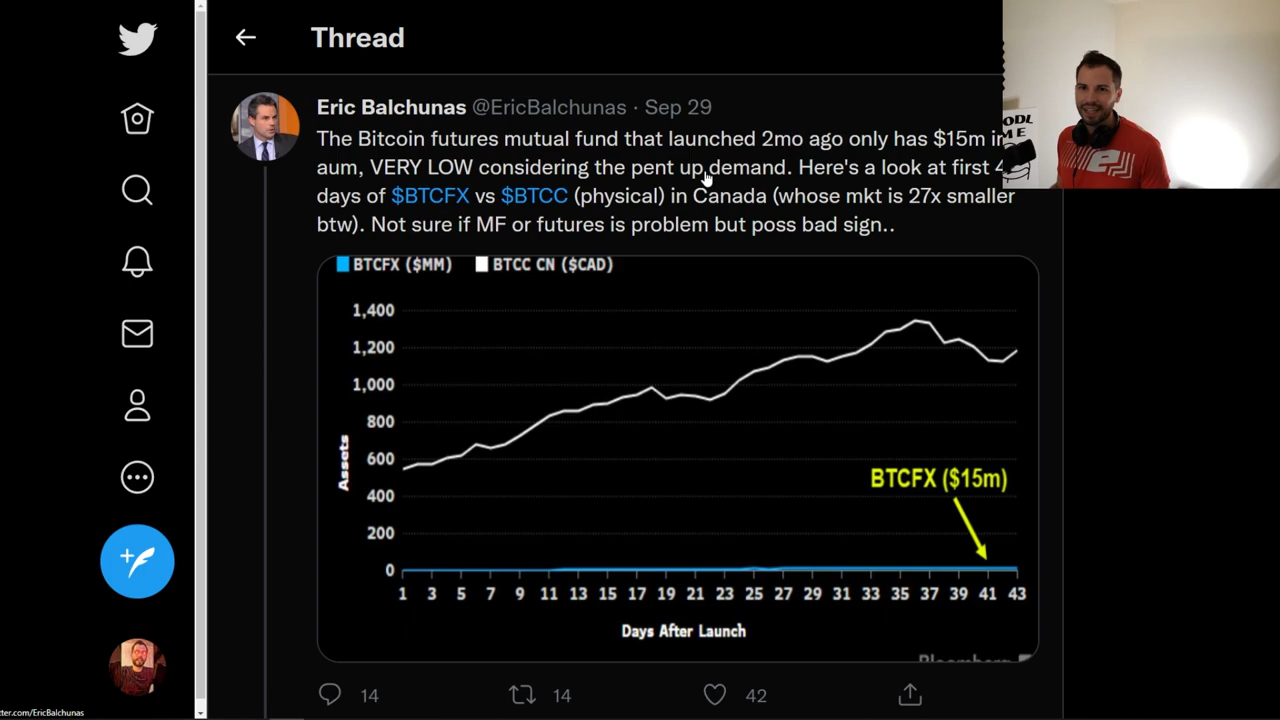 Thread
Eric Balchunas @EricBalchunas · Sep 29
The Bitcoin futures mutual fund that launched 2mo ago only has $15m in
aum, VERY LOW considering the pent up demand. Here's a look at first 4
days of $BTCFX vs $BTCC (physical) in Canada (whose mkt is 27x smaller
btw). Not sure if MF or futures is problem but poss bad sign..
BTCFX ($MM) BTCC CN ($CAD)
1,400
1,200
1,000
800
600
400
200
0
Assets
BTCFX ($15m)
1 3 5 7 9 11 13 15 17 19 21 23 25 27 29 31 33 35 37 39 41 43
Days After Launch
Bloomberg
14 14 42
tter.com/EricBalchunas
ODL
ME